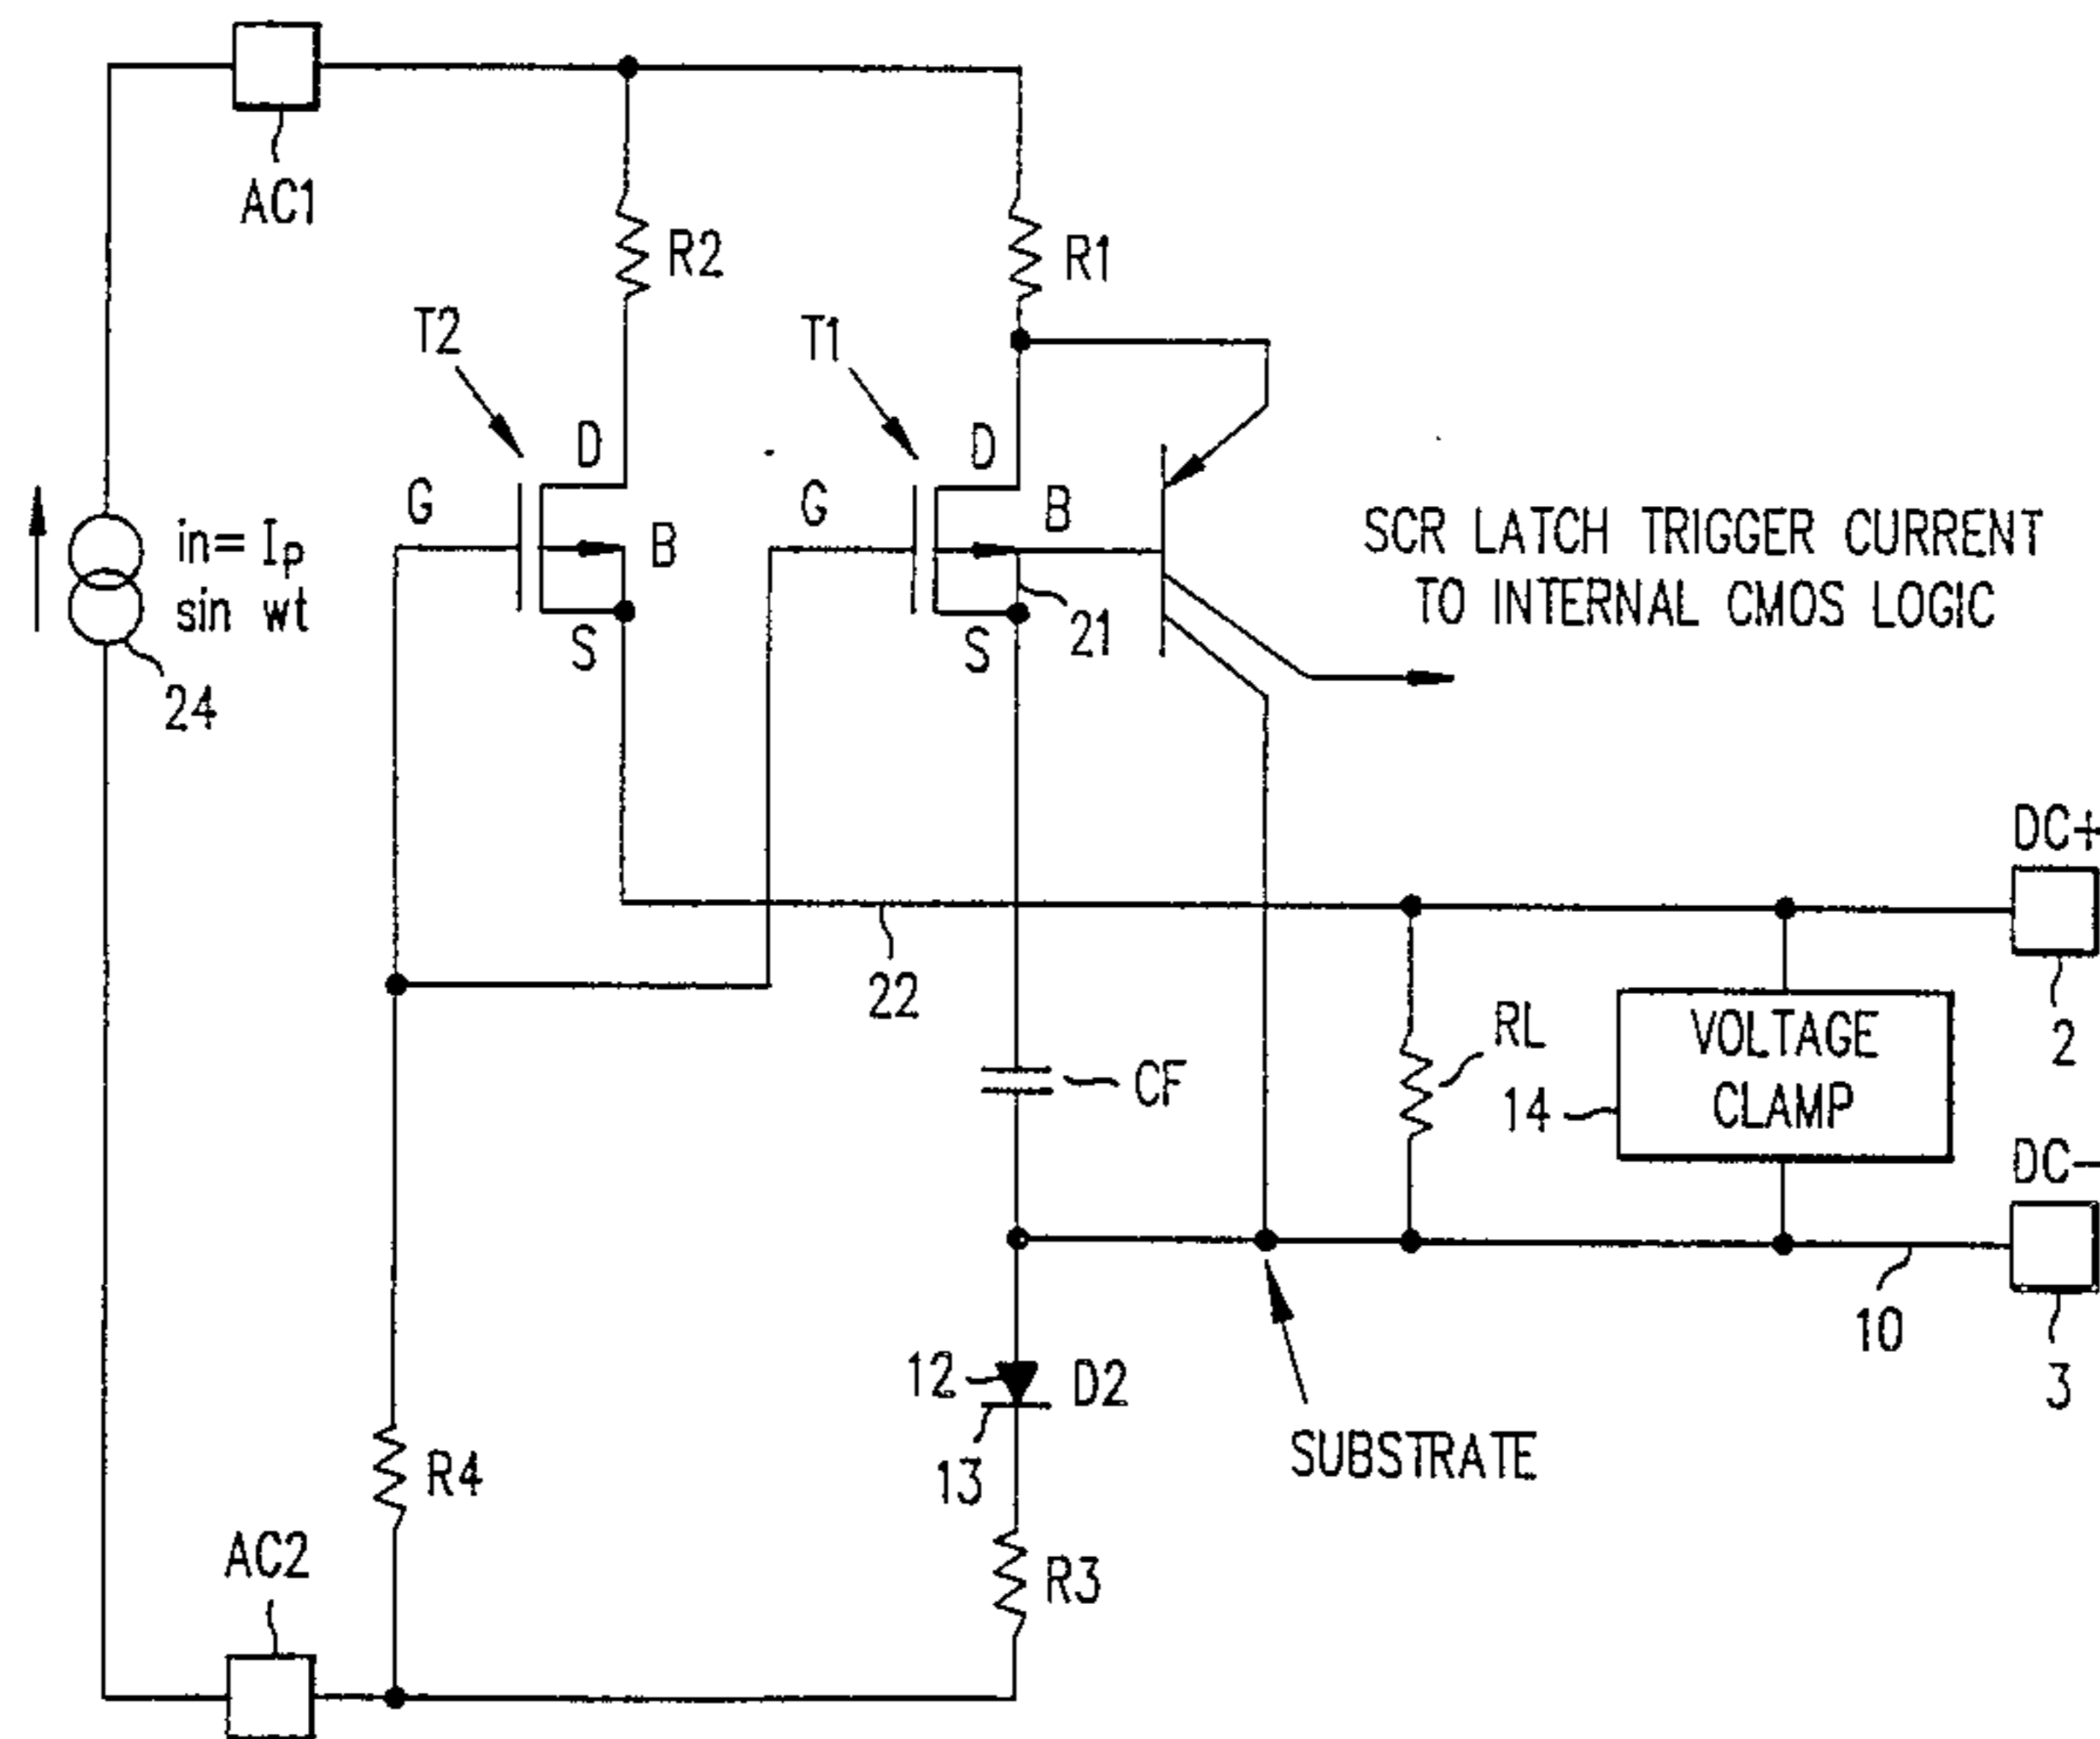 AC1
R2
R1
T2
T1
D
D
G
G
B
B
in= Ip
sin wt
S
S
21
24
SCR LATCH TRIGGER CURRENT
TO INTERNAL CMOS LOGIC
DC+
22
2
RL
VOLTAGE
CLAMP
14
CF
DC-
10
3
12
D2
13
SUBSTRATE
R4
AC2
R3